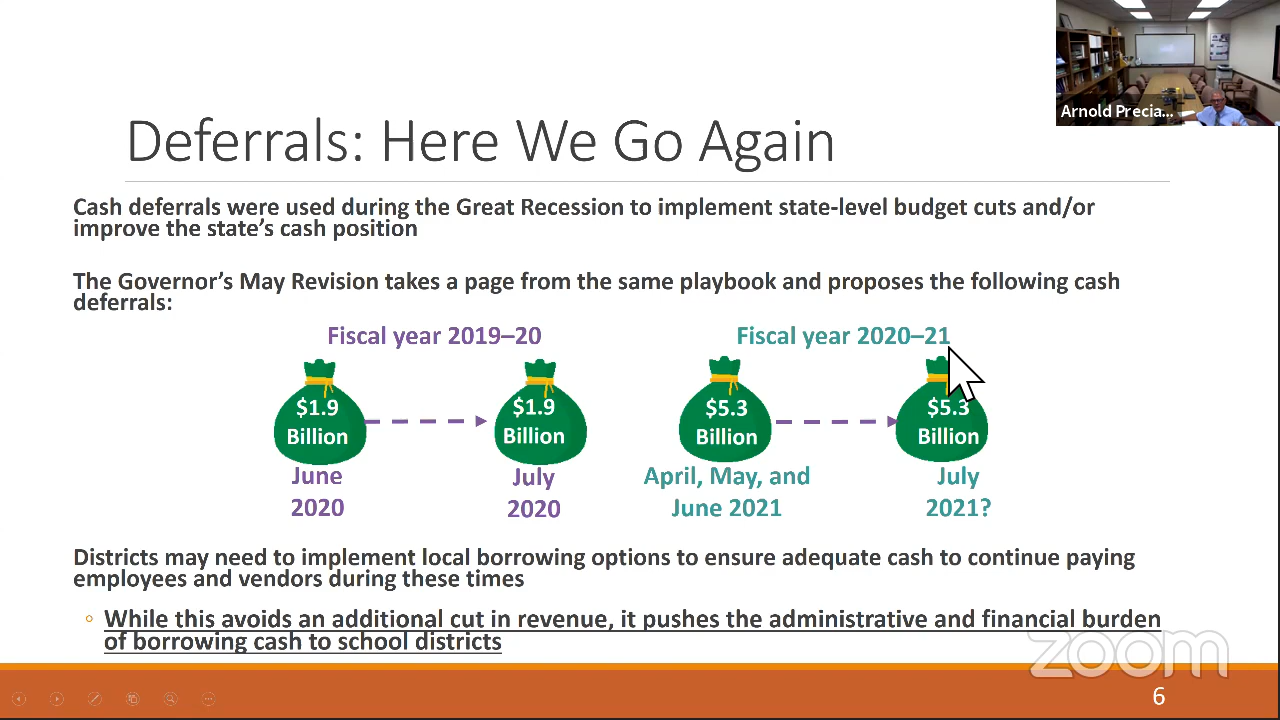 Arnold Precia...
Deferrals: Here We Go Again
Cash deferrals were used during the Great Recession to implement state-level budget cuts and/or
improve the state's cash position
The Governor's May Revision takes a page from the same playbook and proposes the following cash
deferrals:
Fiscal year 2019–20
Fiscal year 2020–21
$1.9
Billion
$1.9
Billion
$5.3
Billion
$5.3
Billion
June
2020
July
2020
April, May, and
June 2021
July
2021?
Districts may need to implement local borrowing options to ensure adequate cash to continue paying
employees and vendors during these times
While this avoids an additional cut in revenue, it pushes the administrative and financial burden
of borrowing cash to school districts
zoom
6